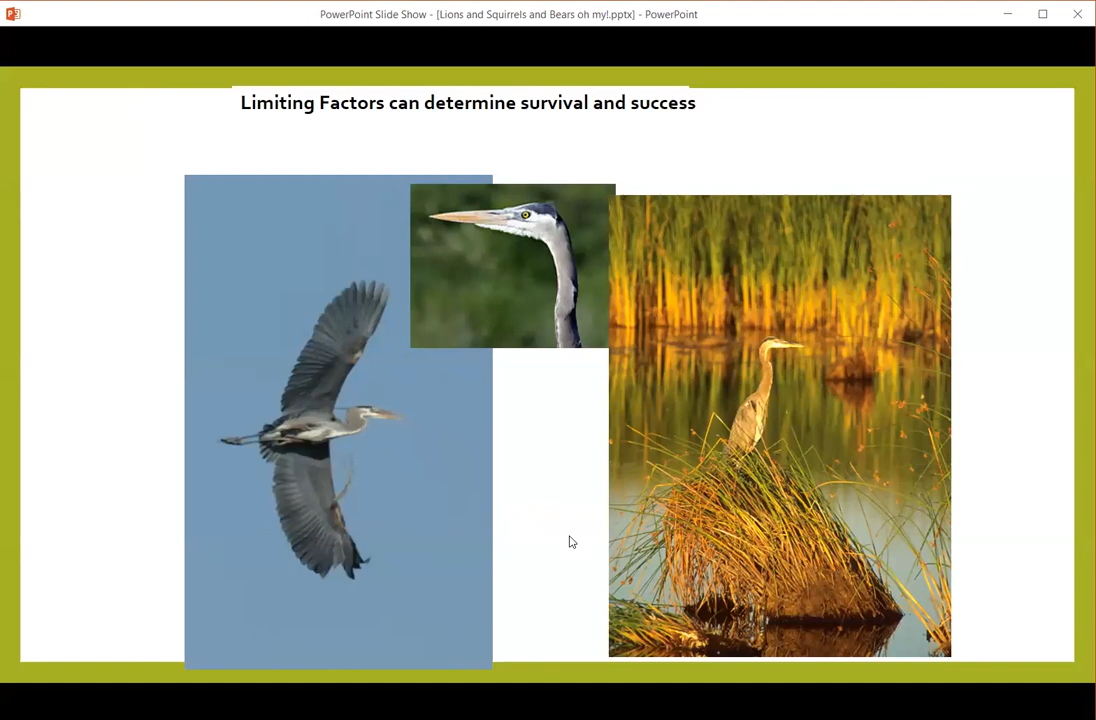 PowerPoint Slide Show - [Lions and Squirrels and Bears oh my!.pptx] - PowerPoint
Limiting Factors can determine survival and success